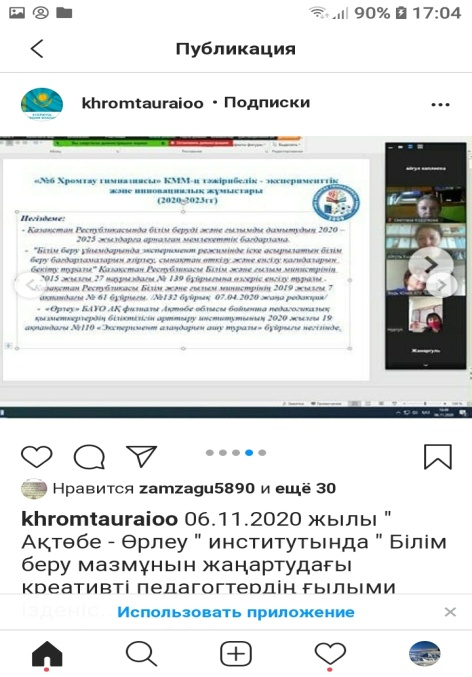 90% 17:04
Публикация
khromtauraioo • Подписки
«№6 Хромтау гимназиясы» КММ-ц тәжірибелік - эксперименттік
және инновациялық жұмыстары
(2020-2023гг)
Негіздеме:
- Қазақстан Республикасында білім беруді және ғылымды дамытудың 2020 –
2025 жылдарға арналған мемлекеттік бағдарлама.
- "Білім беру ұйымдарында эксперимент режимінде іске асырылатын білім
беру бағдарламаларын әзірлеу, сынақтан өткізу және енгізу қағидаларын
бекіту туралы" Қазақстан Республикасы Білім және ғылым министрінің
2015 жылғы 27 наурыздағы № 139 бұйрығына өзгеріс енгізу туралы
Қазақстан Республикасы Білім және ғылым министрінің 2019 жылғы 7
ақпандағы № 61 бұйрығы. /№132 бұйрық 07.04.2020 жаңа редакция/
- «Өрлеу» БАҰО АҚ филиалы Ақтөбе облысы бойынша педагогикалық
қызметкерлердің біліктілігін арттыру институтының 2020 жылғы 19
ақпандағы №110 «Эксперимент алаңдарын ашу туралы» бұйрығы негізінде,
Жанаргуль
Нравится zamzagu5890 и ещё 30
khromtauraioo 06.11.2020 жылы "
Ақтөбе - Өрлеу " институтында " Білім
беру мазмұнын жаңартудағы
креативті педагогтердің ғылыми
Использовать приложение